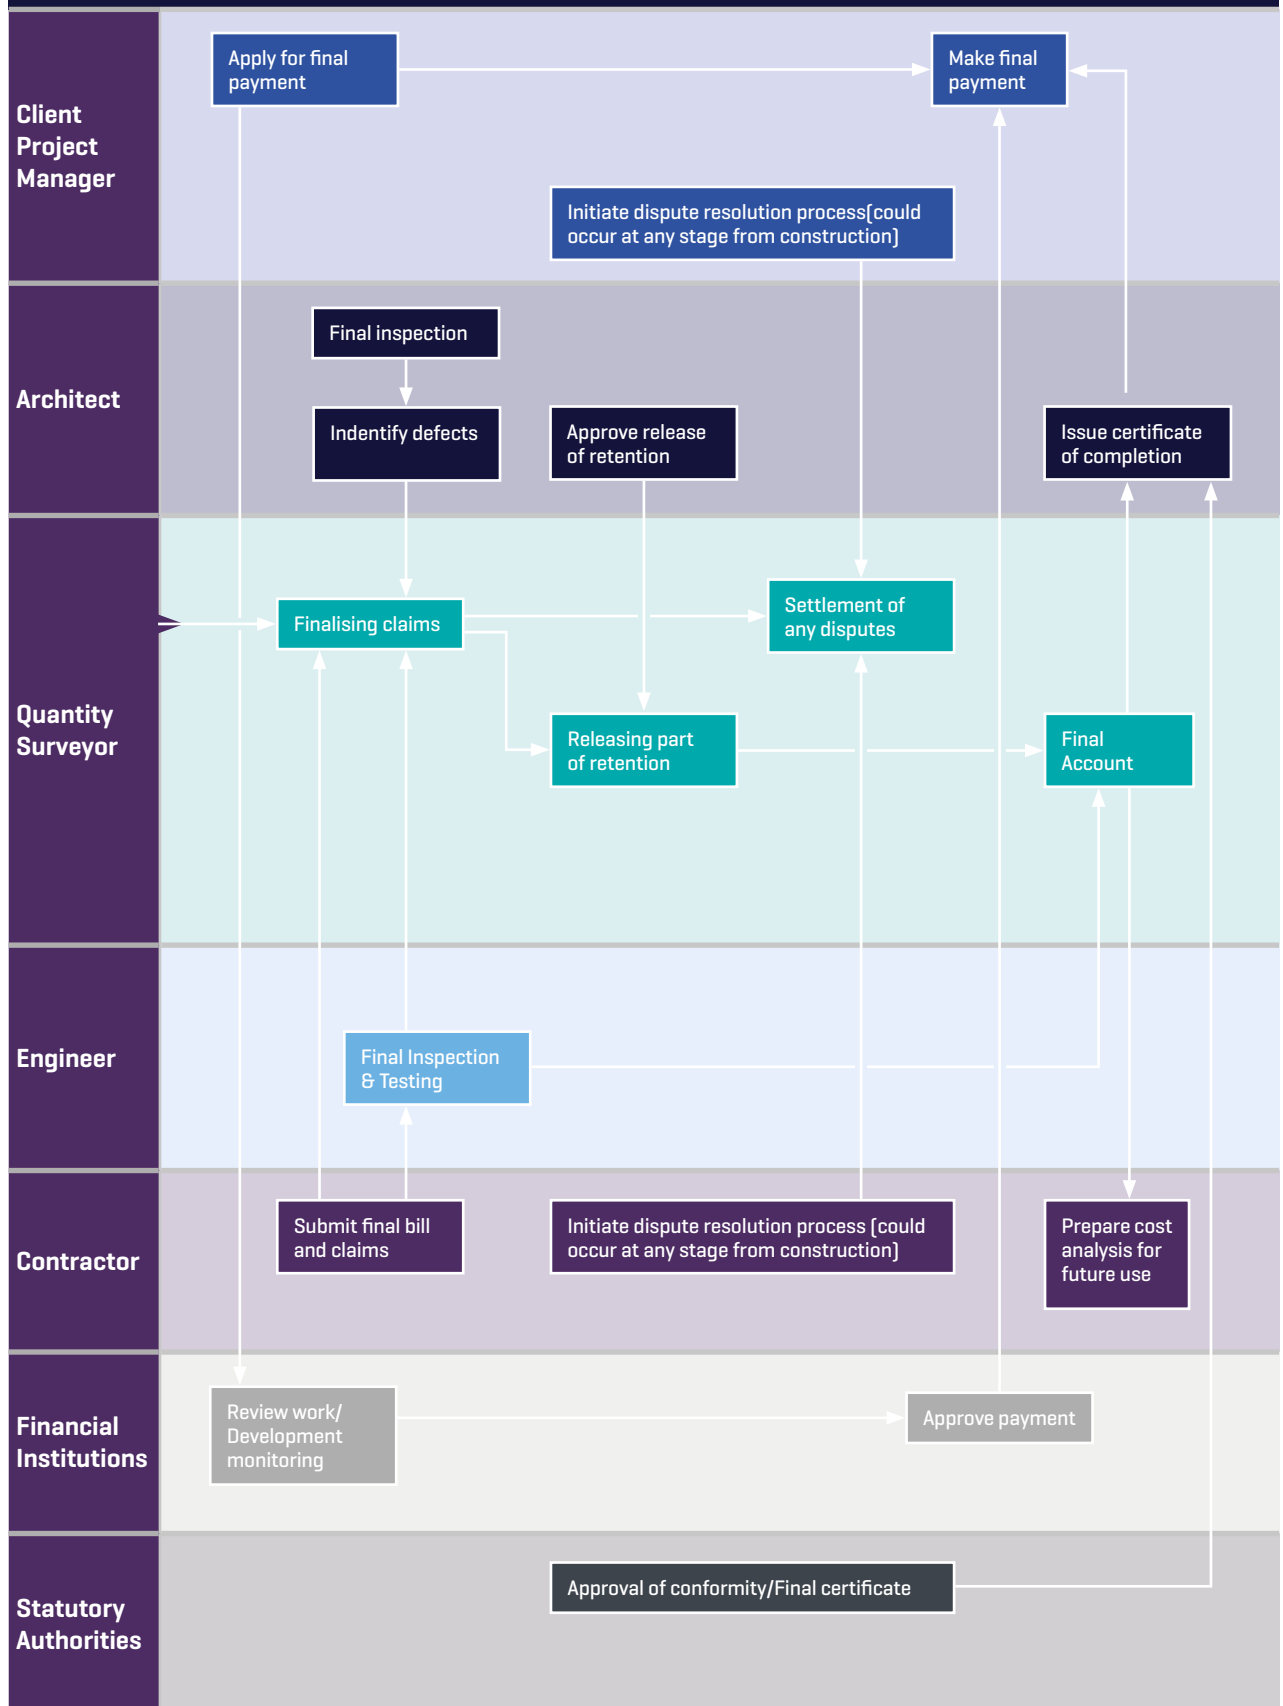 Client
Project
Manager
Apply for final
payment
Make final
payment
Initiate dispute resolution process(could
occur at any stage from construction)
Architect
Final inspection
Indentify defects
Approve release
of retention
Issue certificate
of completion
Quantity
Surveyor
Finalising claims
Settlement of
any disputes
Releasing part
of retention
Final
Account
Engineer
Final Inspection
& Testing
Contractor
Submit final bill
and claims
Initiate dispute resolution process (could
occur at any stage from construction)
Prepare cost
analysis for
future use
Financial
Institutions
Review work/
Development
monitoring
Approve payment
Statutory
Authorities
Approval of conformity/Final certificate